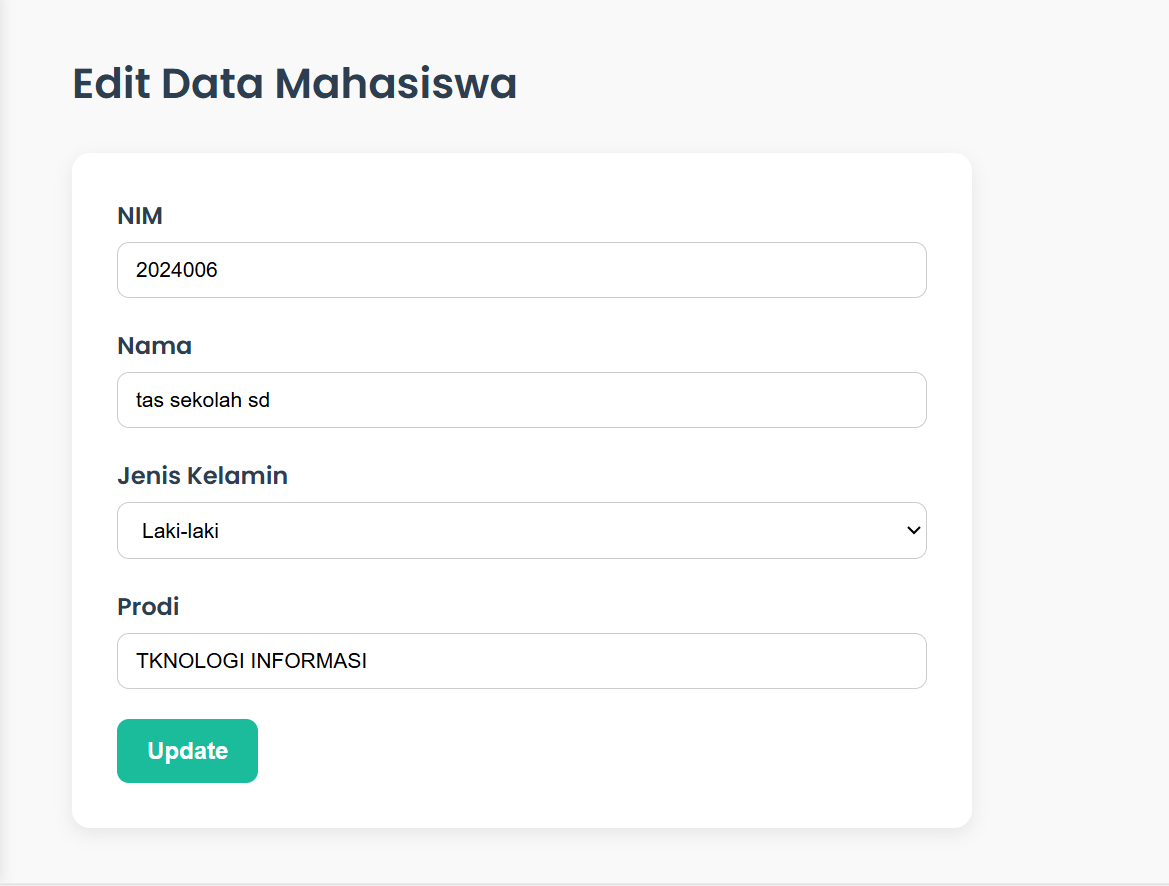 Edit Data Mahasiswa
NIM
2024006
Nama
tas sekolah sd
Jenis Kelamin
Laki-laki
Prodi
TKNOLOGI INFORMASI
Update